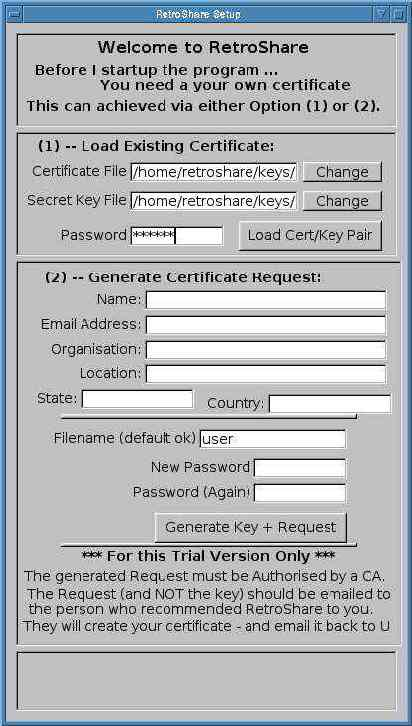 RetroShare Setup
Welcome to RetroShare
Before I startup the program ...
You need a your own certificate
This can achieved via either Option (1) or (2).
(1) -- Load Existing Certificate:
Certificate File /home/retroshare/keys/ Change
Secret Key File /home/retroshare/keys/ Change
Password ****** Load Cert/Key Pair
(2) -- Generate Certificate Request:
Name:
Email Address:
Organisation:
Location:
State: Country:
Filename (default ok) user
New Password
Password (Again)
Generate Key + Request
*** For this Trial Version Only ***
The generated Request must be Authorised by a CA.
The Request (and NOT the key) should be emailed to
the person who recommended RetroShare to you.
They will create your certificate - and email it back to U